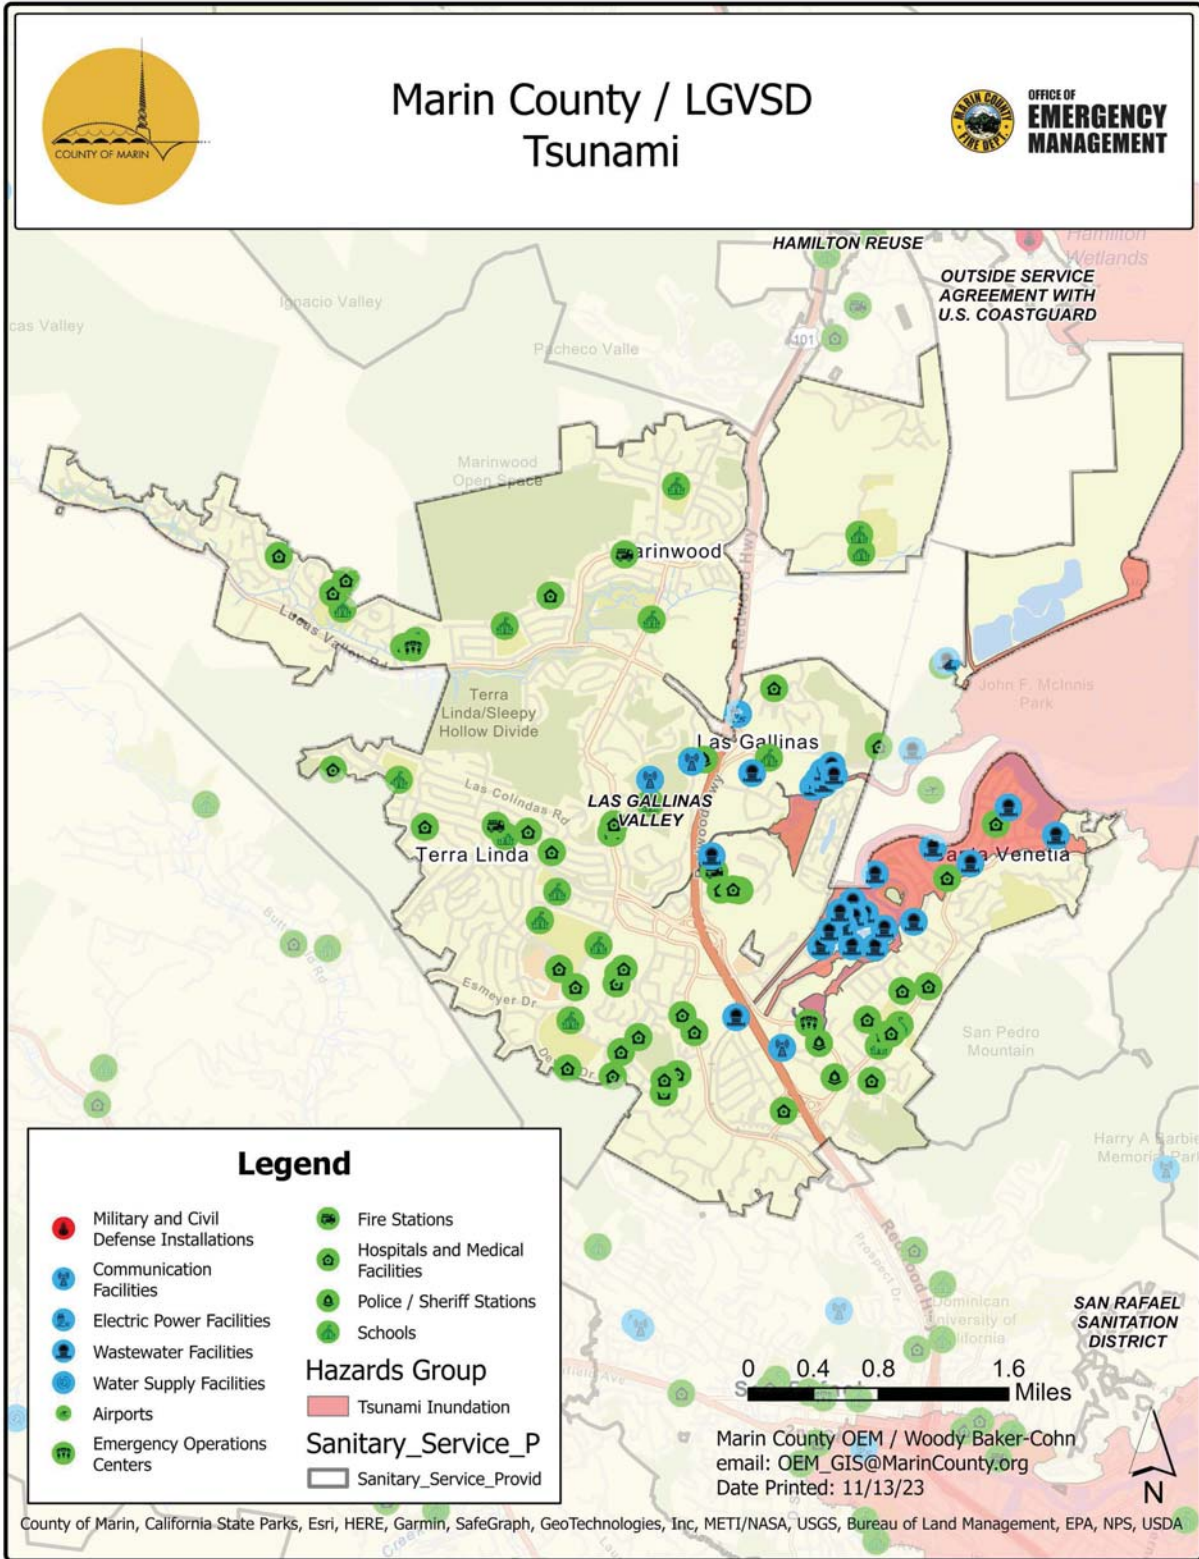 Marin County / LGVSD
Tsunami
COUNTY OF MARIN
MARIN COUNTY
FIRE DEPT.
OFFICE OF
EMERGENCY
MANAGEMENT
HAMILTON REUSE
Hamilton
Wetlands
OUTSIDE SERVICE
AGREEMENT WITH
U.S. COASTGUARD
Ignacio Valley
cas Valley
Pacheco Valle
101
Marinwood
Open Space
arinwood
Redwood Hwy
Lucas Valley Rd
Terra
Linda/Sleepy
Hollow Divide
John F. McInnis
Park
Las Gallinas
Las Colindas Rd
LAS GALLINAS
VALLEY
Terra Linda
Santa Venetia
Esmeyer Dr
San Pedro
Mountain
Harry A Barbie
Memorial Park
Prospect Dr
Dominican
University of
California
SAN RAFAEL
SANITATION
DISTRICT
Legend
Military and Civil
Defense Installations
Communication
Facilities
Electric Power Facilities
Wastewater Facilities
Water Supply Facilities
Airports
Emergency Operations
Centers
Fire Stations
Hospitals and Medical
Facilities
Police / Sheriff Stations
Schools
Hazards Group
Tsunami Inundation
Sanitary_Service_P
Sanitary_Service_Provid
0 0.4 0.8 1.6
Miles
Marin County OEM / Woody Baker-Cohn
email: OEM_GIS@MarinCounty.org
Date Printed: 11/13/23
N
County of Marin, California State Parks, Esri, HERE, Garmin, SafeGraph, GeoTechnologies, Inc, METI/NASA, USGS, Bureau of Land Management, EPA, NPS, USDA